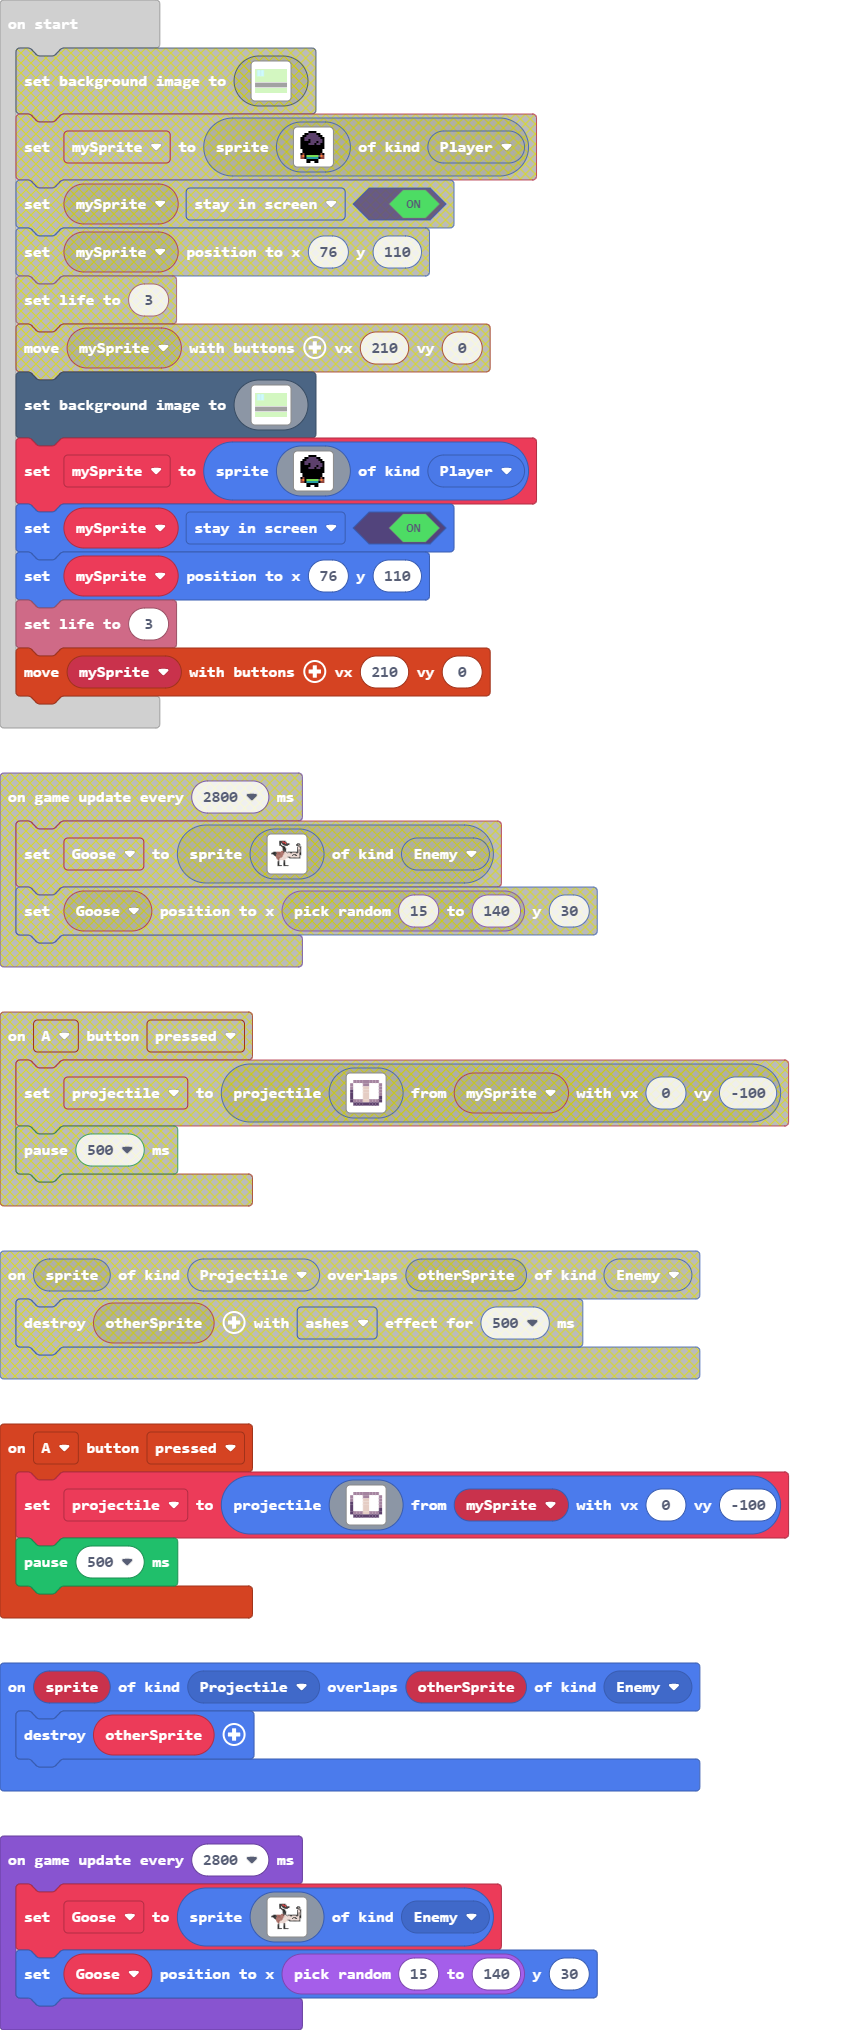 on start
set background image to
set mySprite to sprite of kind Player
set mySprite stay in screen ON
set mySprite position to x 76 y 110
set life to 3
move mySprite with buttons vx 210 vy 0
set background image to
set mySprite to sprite of kind Player
set mySprite stay in screen ON
set mySprite position to x 76 y 110
set life to 3
move mySprite with buttons vx 210 vy 0
on game update every 2800 ms
set Goose to sprite of kind Enemy
set Goose position to x pick random 15 to 140 y 30
on A button pressed
set projectile to projectile from mySprite with vx 0 vy -100
pause 500 ms
on sprite of kind Projectile overlaps otherSprite of kind Enemy
destroy otherSprite with ashes effect for 500 ms
on A button pressed
set projectile to projectile from mySprite with vx 0 vy -100
pause 500 ms
on sprite of kind Projectile overlaps otherSprite of kind Enemy
destroy otherSprite
on game update every 2800 ms
set Goose to sprite of kind Enemy
set Goose position to x pick random 15 to 140 y 30